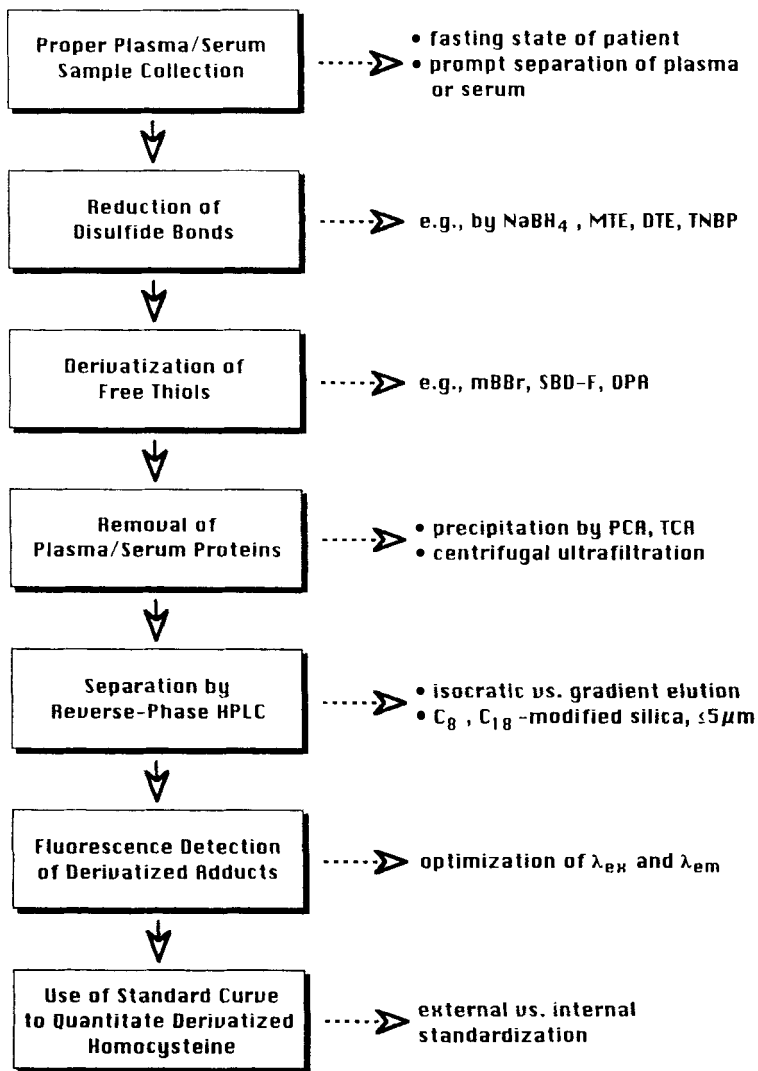 Proper Plasma/Serum
Sample Collection
• fasting state of patient
• prompt separation of plasma
or serum
Reduction of
Disulfide Bonds
e.g., by NaBH4 , MTE, DTE, TNBP
Derivatization of
Free Thiols
e.g., mBBr, SBD-F, OPA
Removal of
Plasma/Serum Proteins
• precipitation by PCA, TCA
• centrifugal ultrafiltration
Separation by
Reverse-Phase HPLC
• isocratic vs. gradient elution
• C8 , C18-modified silica, ≤5μm
Fluorescence Detection
of Derivatized Adducts
optimization of λex and λem
Use of Standard Curve
to Quantitate Derivatized
Homocysteine
external vs. internal
standardization